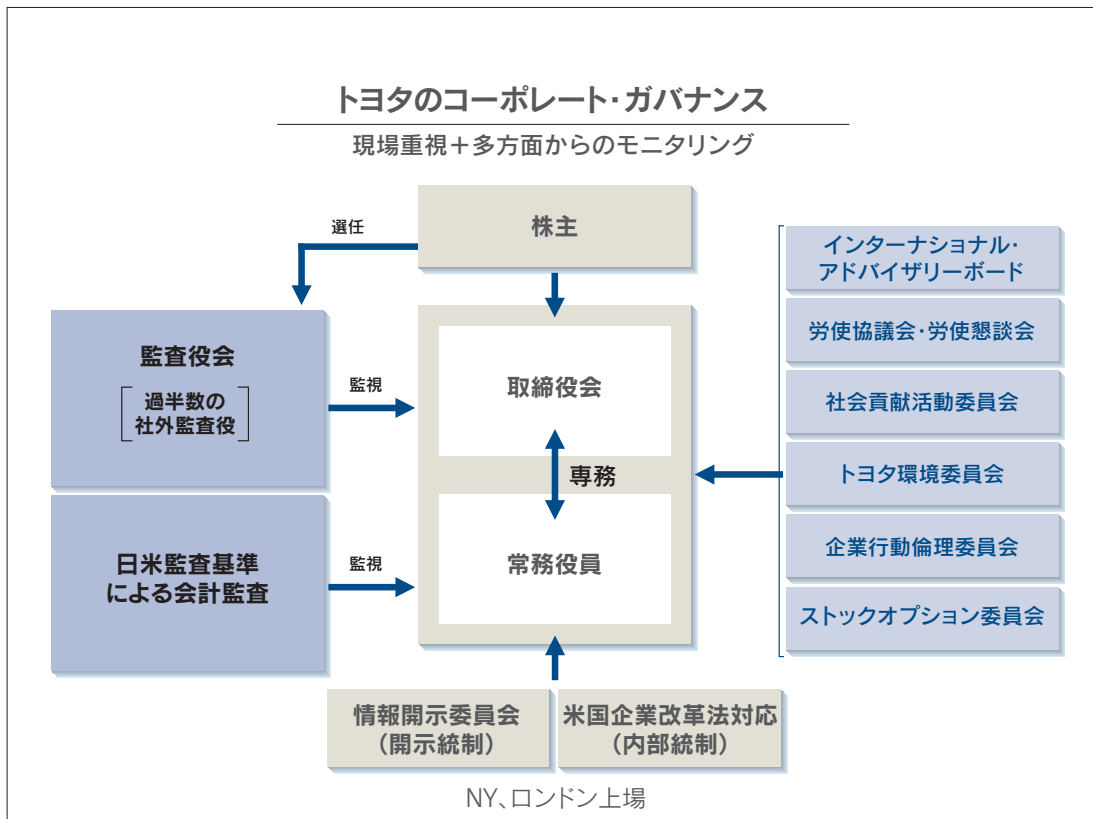 トヨタのコーポレート・ガバナンス
現場重視+多方面からのモニタリング
選任
株主
インターナショナル・
アドバイザリーボード
労使協議会・労使懇談会
社会貢献活動委員会
トヨタ環境委員会
企業行動倫理委員会
ストックオプション委員会
監査役会
過半数の
社外監査役
監視
取締役会
専務
常務役員
日米監査基準
による会計監査
監視
情報開示委員会
(開示統制)
米国企業改革法対応
(内部統制)
NY、ロンドン上場